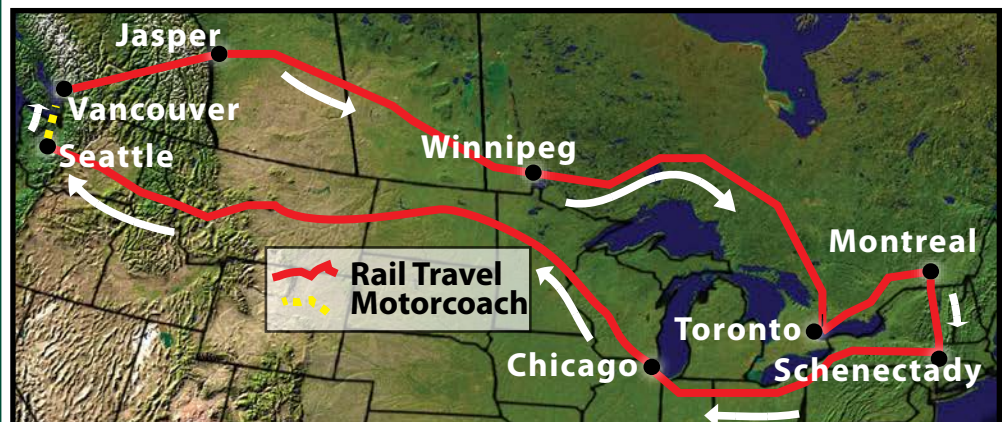 Jasper
Vancouver
Seattle
Winnipeg
Montreal
Rail Travel
Motorcoach
Toronto
Chicago
Schenectady